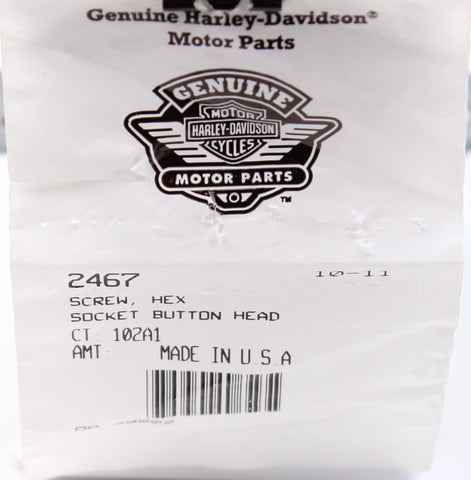 Genuine Harley-Davidson®
Motor Parts
GENUINE
MOTOR
HARLEY-DAVIDSON
CYCLES
MOTOR PARTS
™
2467 10-11
SCREW, HEX
SOCKET BUTTON HEAD
CT: 102A1
AMT: MADE IN U.S.A